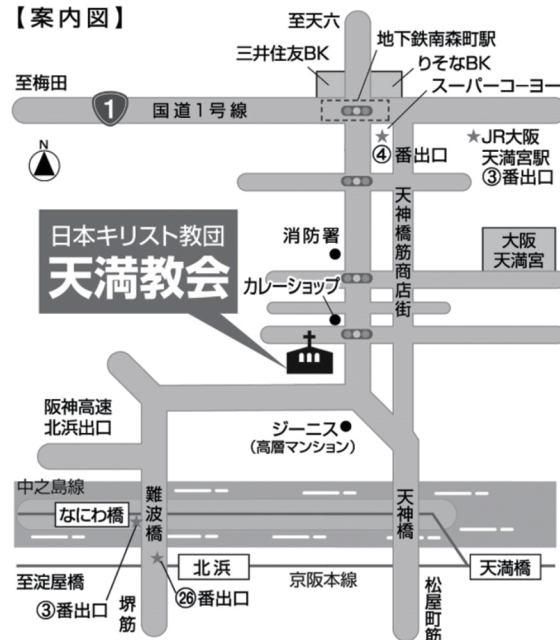 【案内図】
至天六
地下鉄南森町駅
三井住友BK
りそなBK
至梅田
スーパーコーヨー
1
国道1号線
N
④番出口
★JR大阪
天満宮駅
③番出口
天神橋筋商店街
日本キリスト教団
天満教会
消防署
大阪
天満宮
カレーショップ
阪神高速
北浜出口
ジーニス
(高層マンション)
中之島線
なにわ橋
難波橋
天神橋
北浜
天満橋
至淀屋橋
京阪本線
③番出口
堺筋
㉖番出口
松屋町筋